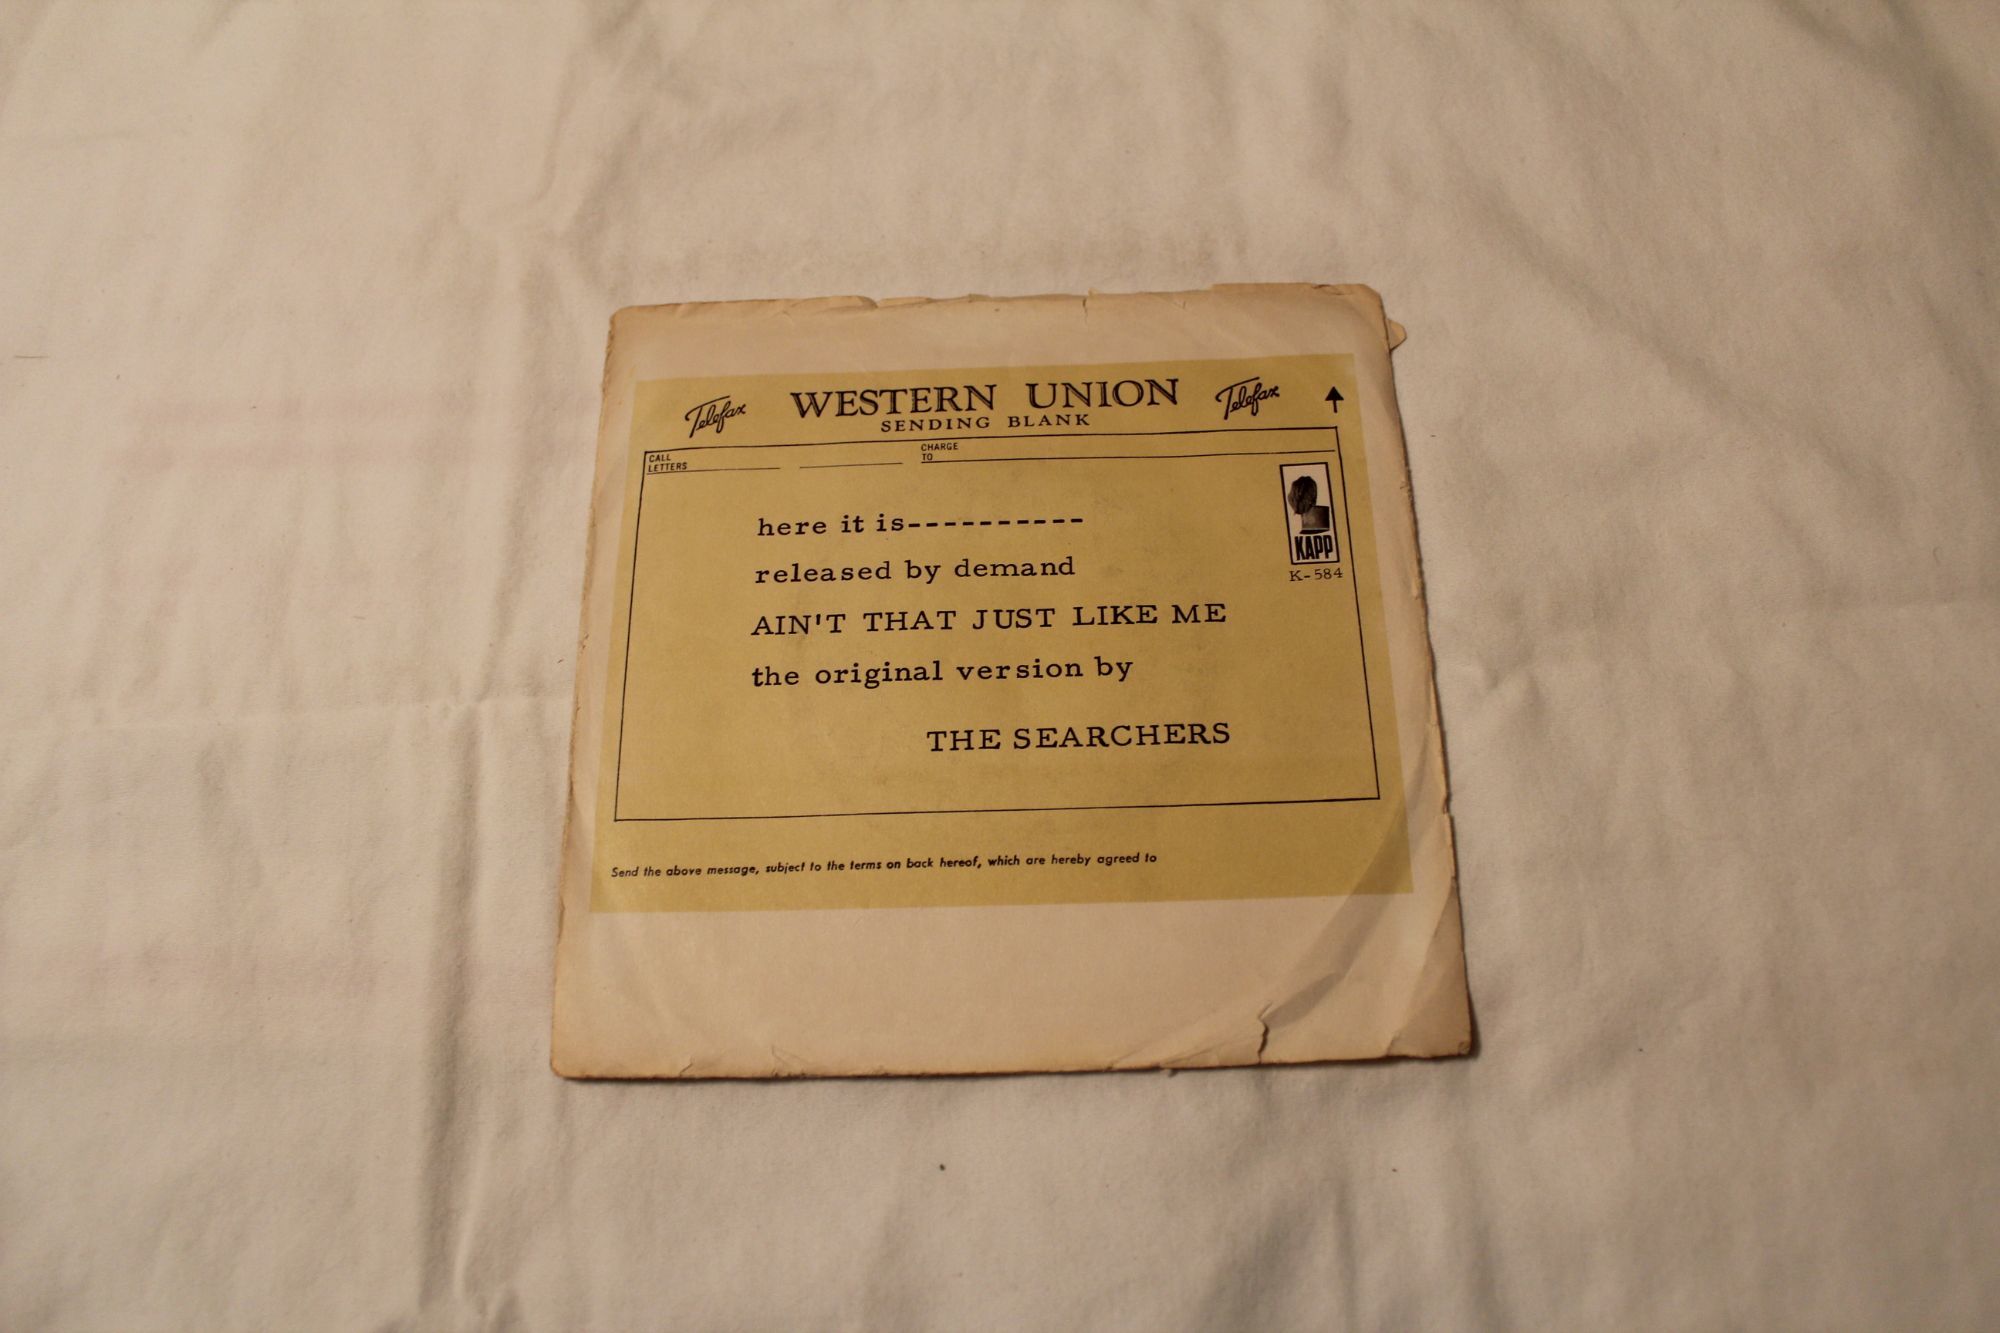 Telefax WESTERN UNION Telefax
SENDING BLANK
CALL
LETTERS
CHARGE
TO
KAPP
K-584
here it is----------
released by demand
AIN'T THAT JUST LIKE ME
the original version by
THE SEARCHERS
Send the above message, subject to the terms on back hereof, which are hereby agreed to